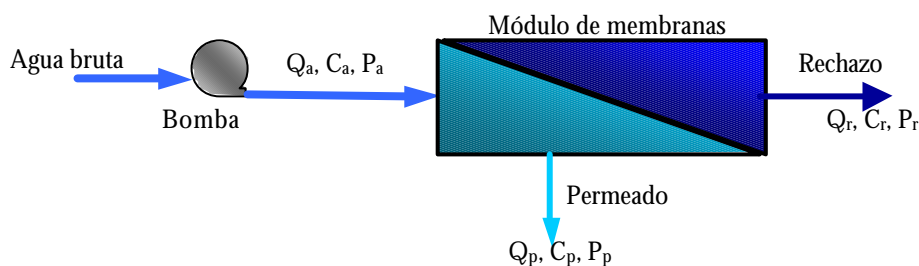 Módulo de membranas
Agua bruta
Qa, Ca, Pa
Rechazo
Bomba
Qr, Cr, Pr
Permeado
Qp, Cp, Pp